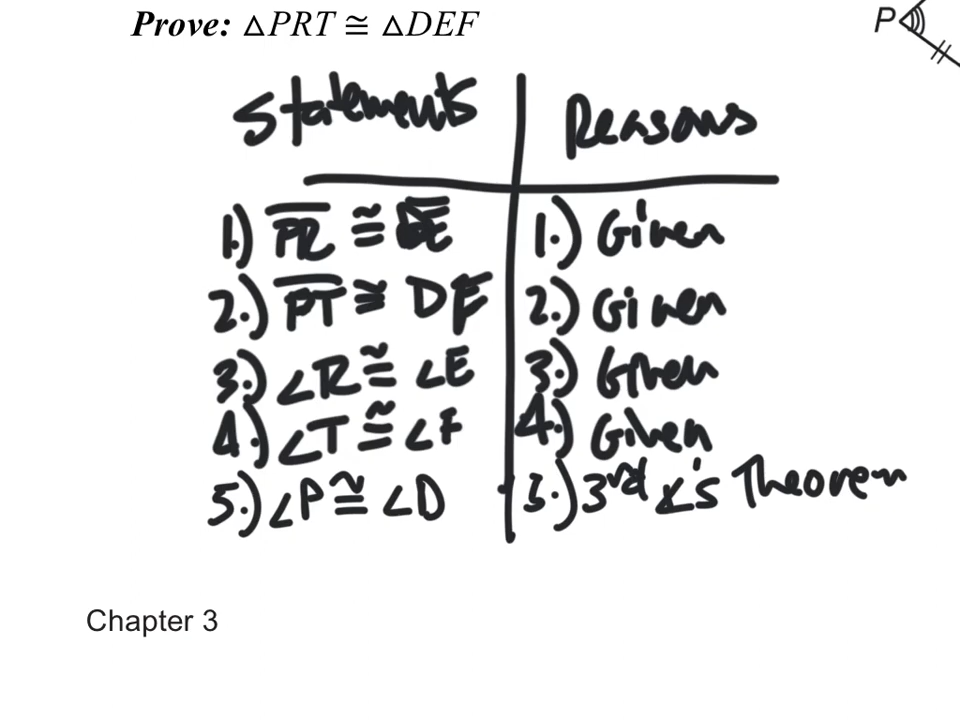 Prove: △PRT ≅ △DEF
P
Statements Reasons
1.) PR ≅ DE 1.) Given
2.) PT ≅ DF 2.) Given
3.) ∠R ≅ ∠E 3.) Given
4.) ∠T ≅ ∠F 4.) Given
5.) ∠P ≅ ∠D 5.) 3rd ∠'s Theorem
Chapter 3